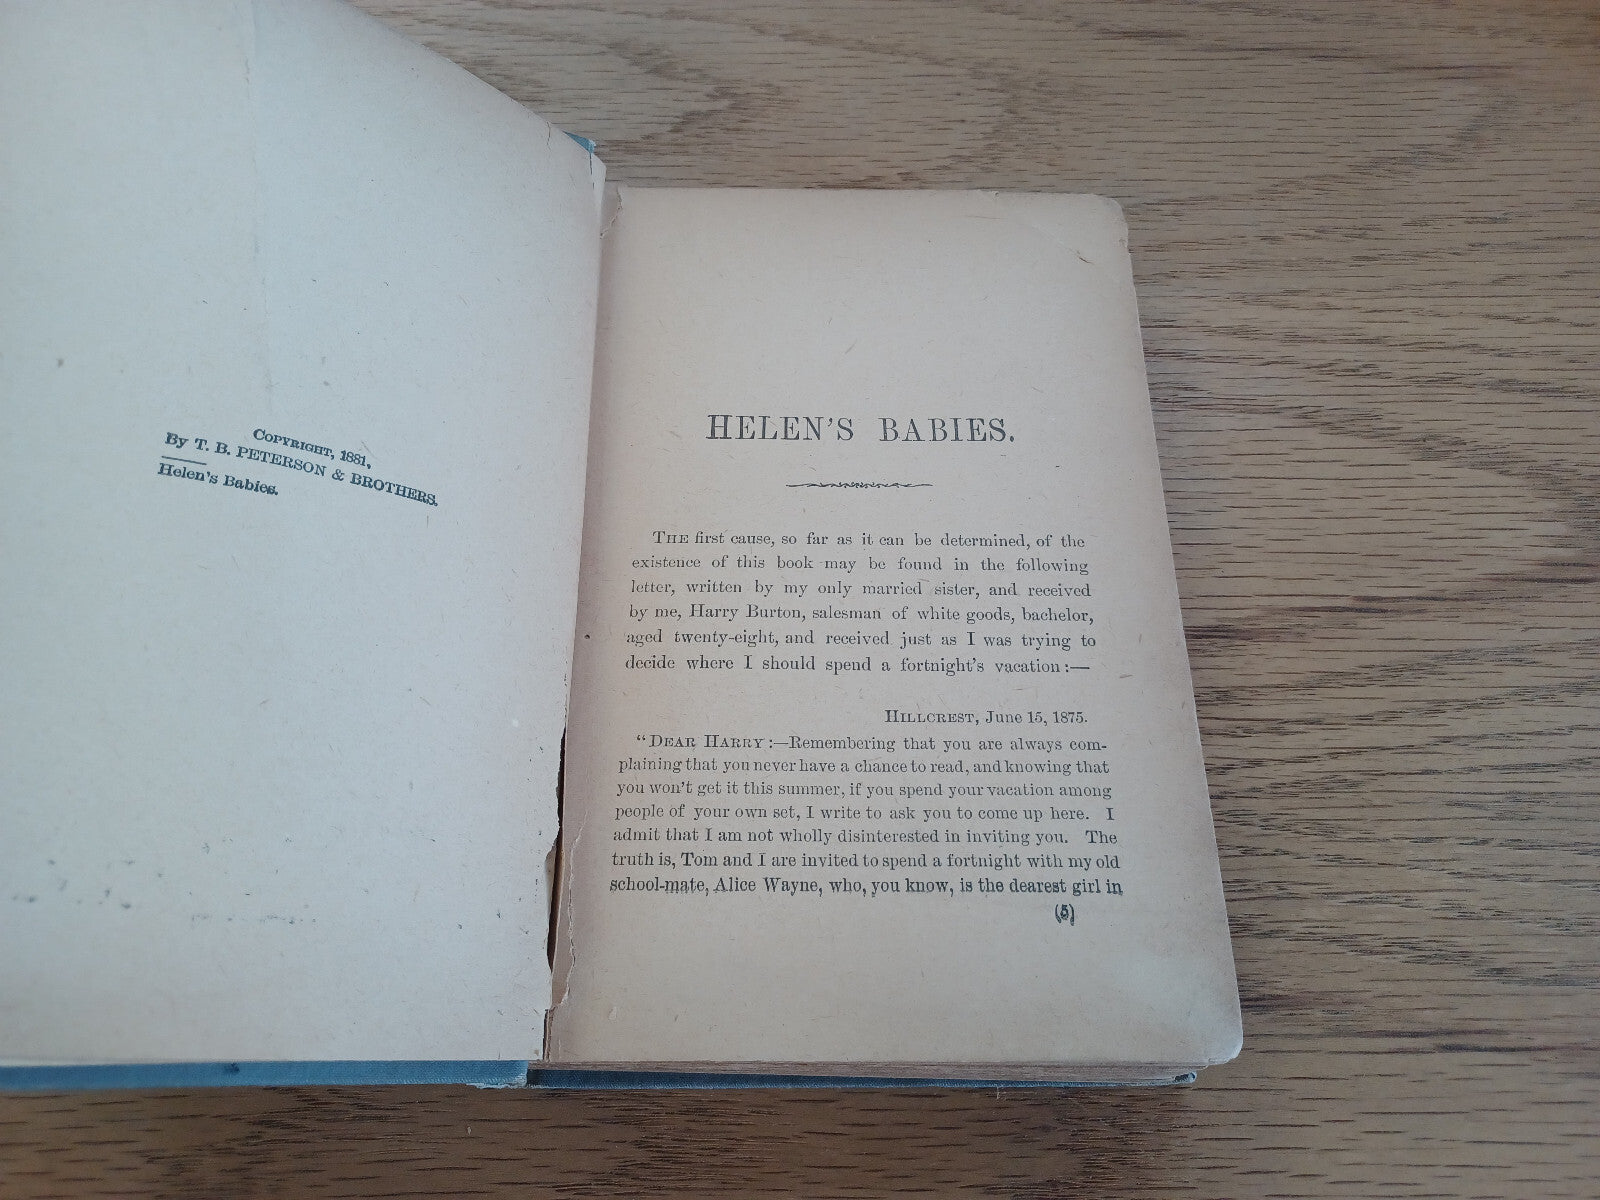 COPYRIGHT, 1881,
By T. B. PETERSON & BROTHERS.
Helen's Babies.
HELEN'S BABIES.
THE first cause, so far as it can be determined, of the
existence of this book may be found in the following
letter, written by my only married sister, and received
by me, Harry Burton, salesman of white goods, bachelor,
aged twenty-eight, and received just as I was trying to
decide where I should spend a fortnight's vacation:—
HILLCREST, June 15, 1875.
"DEAR HARRY:—Remembering that you are always com-
plaining that you never have a chance to read, and knowing that
you won't get it this summer, if you spend your vacation among
people of your own set, I write to ask you to come up here. I
admit that I am not wholly disinterested in inviting you. The
truth is, Tom and I are invited to spend a fortnight with my old
school-mate, Alice Wayne, who, you know, is the dearest girl in
(5)